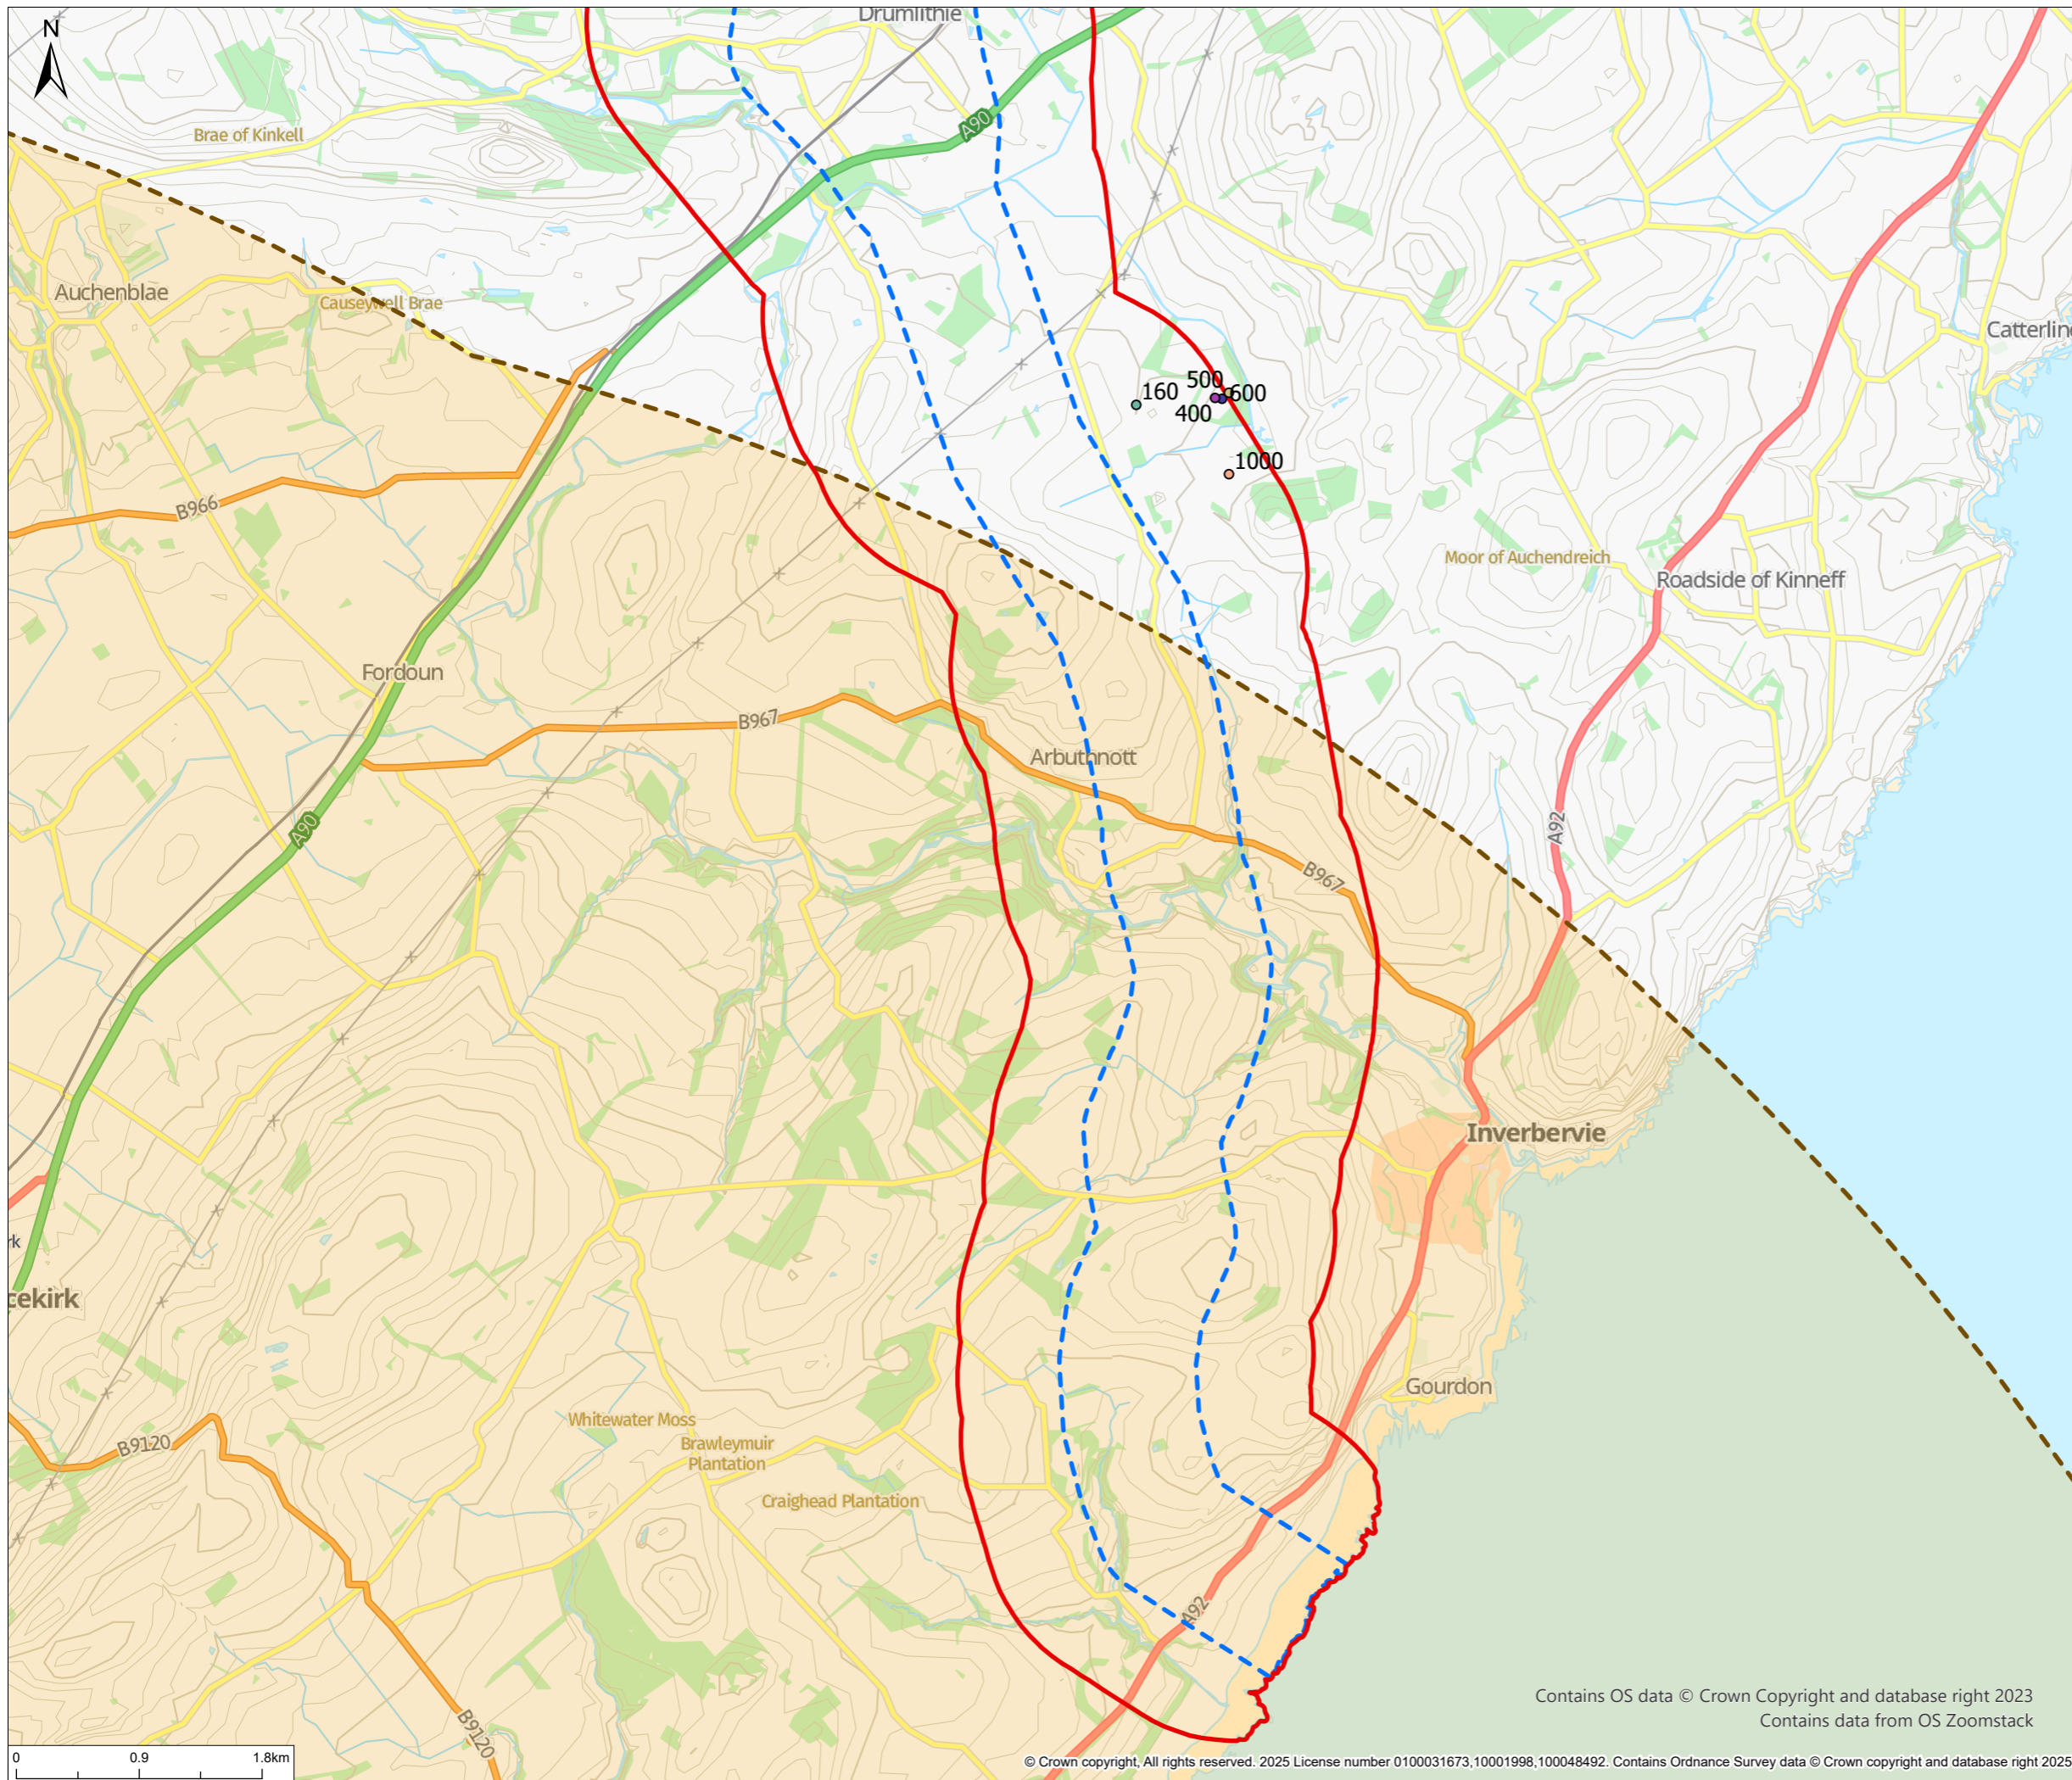 Drumlithie
N
A90
Brae of Kinkell
Auchenblae
Causeywell Brae
Catterlin
500
160
600
400
1000
B966
Moor of Auchendreich
Roadside of Kinneff
Fordoun
B967
Arbuthnott
A90
A92
B967
Inverbervie
rk
cekirk
Gourdon
Whitewater Moss
B9120
Brawleymuir
Plantation
Craighead Plantation
A92
B9120
Contains OS data © Crown Copyright and database right 2023
Contains data from OS Zoomstack
0 0.9 1.8km
© Crown copyright, All rights reserved. 2025 License number 0100031673,10001998,100048492. Contains Ordnance Survey data © Crown copyright and database right 2025